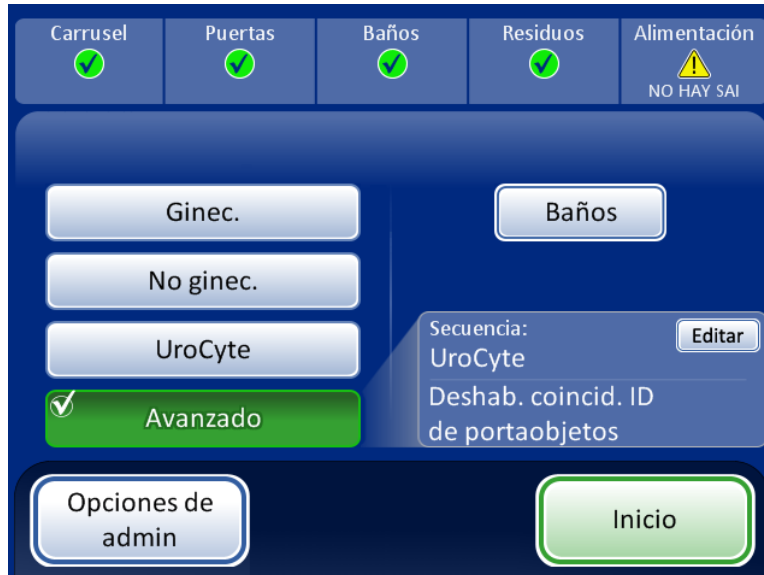 Carrusel
Puertas
Baños
Residuos
Alimentación
NO HAY SAI
Ginec.
Baños
No ginec.
UroCyte
Secuencia:
UroCyte
Editar
Avanzado
Deshab. coincid. ID
de portaobjetos
Opciones de
admin
Inicio